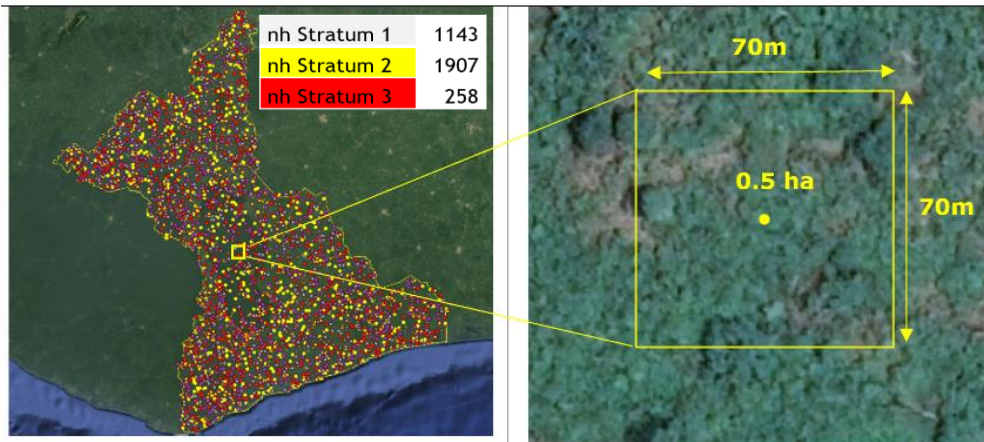 nh Stratum 1 1143
nh Stratum 2 1907
nh Stratum 3 258
70m
0.5 ha
70m